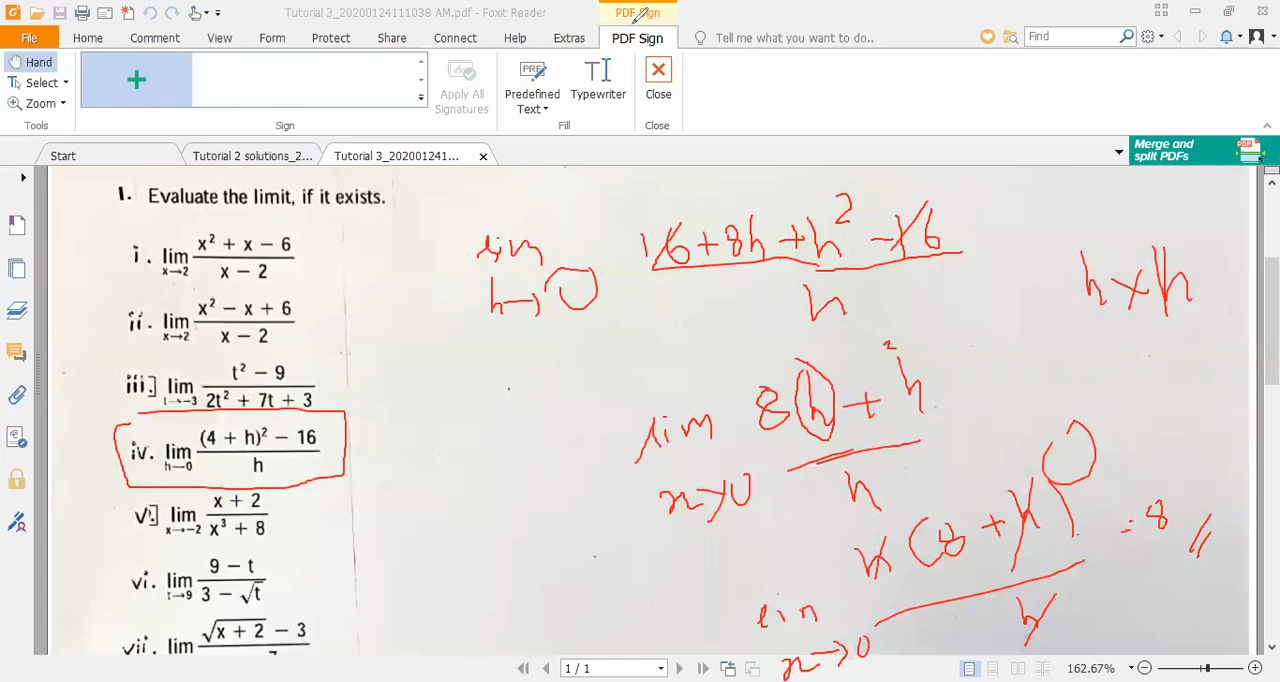 Tutorial 3_20200124111038 AM.pdf - Foxit Reader
PDF Sign
File Home Comment View Form Protect Share Connect Help Extras PDF Sign Tell me what you want to do.. Find
Hand
Select
Zoom
Tools
Sign
Apply All Signatures
Predefined Text
Typewriter
Fill
Close
Close
Start
Tutorial 2 solutions_2...
Tutorial 3_202001241...
Merge and split PDFs
1. Evaluate the limit, if it exists.
i. lim x→2 (x² + x − 6)/(x − 2)
ii. lim x→2 (x² − x + 6)/(x − 2)
iii] lim t→−3 (t² − 9)/(2t² + 7t + 3)
iv. lim h→0 ((4 + h)² − 16)/h
v] lim x→−2 (x + 2)/(x³ + 8)
vi. lim t→9 (9 − t)/(3 − √t)
vii. lim √(x + 2) − 3
lim h→0 (16 + 8h + h² − 16)/h
h × h
lim x→0 (8h + h²)/h
lim x→0 h(8 + h)/h = 8 //
0
1 / 1
162.67%